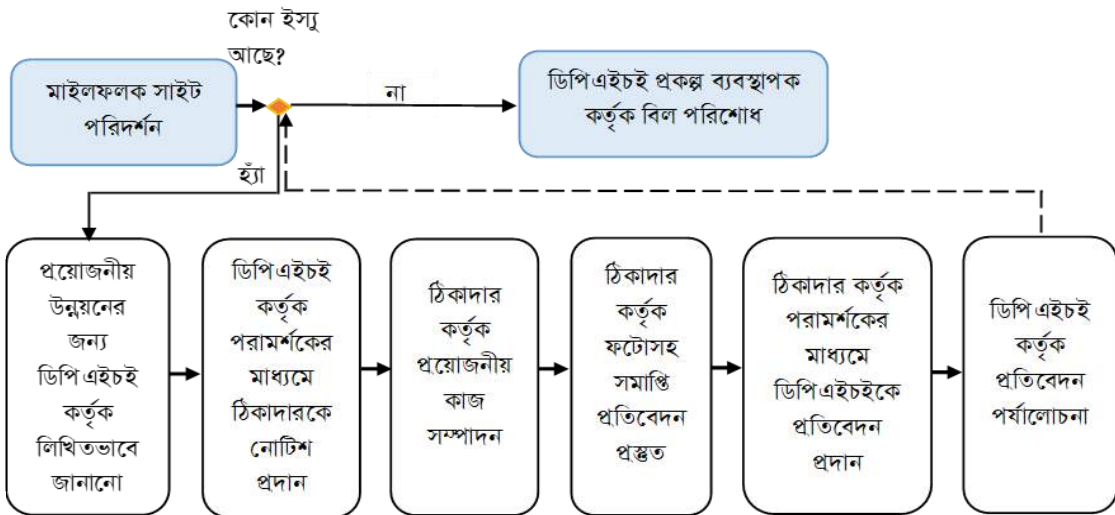 কোন ইস্যু
আছে?
মাইলফলক সাইট
পরিদর্শন
না
ডিপিএইচই প্রকল্প ব্যবস্থাপক
কর্তৃক বিল পরিশোধ
হ্যাঁ
প্রয়োজনীয়
উন্নয়নের
জন্য
ডিপিএইচই
কর্তৃক
লিখিতভাবে
জানানো
ডিপিএইচই
কর্তৃক
পরামর্শকের
মাধ্যমে
ঠিকাদারকে
নোটিশ
প্রদান
ঠিকাদার
কর্তৃক
প্রয়োজনীয়
কাজ
সম্পাদন
ঠিকাদার
কর্তৃক
ফটোসহ
সমাপ্তি
প্রতিবেদন
প্রস্তুত
ঠিকাদার কর্তৃক
পরামর্শকের
মাধ্যমে
ডিপিএইচইকে
প্রতিবেদন
প্রদান
ডিপিএইচই
কর্তৃক
প্রতিবেদন
পর্যালোচনা